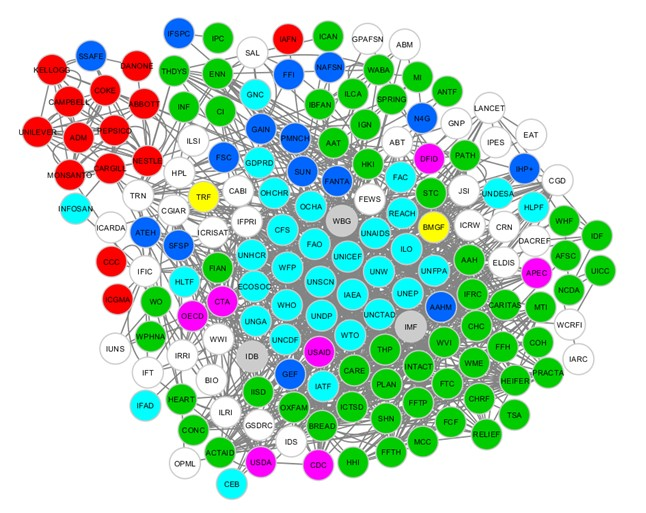 IFSPC
IPC
IAFN
ICAN
GPAFSN
ABM
SAL
SSAFE
KELLOGG
DANONE
THDYS
ENN
FFI
NAFSN
WABA
MI
ANTF
CAMPBELL
COKE
ABBOTT
GNC
IBFAN
ILCA
SPRING
LANCET
INF
CI
UNILEVER
ADM
PEPSICO
GAIN
PMNCH
IGN
N4G
GNP
EAT
ILSI
AAT
ABT
IPES
MONSANTO
CARGILL
NESTLE
FSC
GDPRD
HKI
DFID
PATH
IHP+
HPL
SUN
FANTA
FAC
CGD
INFOSAN
TRN
TRF
CABI
OHCHR
FEWS
STC
JSI
UNDESA
HLPF
CGIAR
OCHA
WBG
REACH
ICARDA
ATEH
ICRISAT
IFPRI
CFS
UNAIDS
BMGF
ICRW
CRN
WHF
IDF
SFSP
FAO
ILO
DACREF
CCC
IFIC
FIAN
UNHCR
WFP
UNICEF
UNW
UNFPA
AAH
ELDIS
APEC
AFSC
UICC
HLTF
ECOSOC
UNSCN
IAEA
UNEP
IFRC
NCDA
ICGMA
WO
CTA
WHO
AAHM
CARITAS
MTI
OECD
UNGA
UNDP
UNCTAD
IMF
CHC
WCRFI
WPHNA
WWI
UNCDF
WTO
WVI
FFH
COH
IUNS
IRRI
IDB
USAID
THP
IARC
IFT
BIO
GEF
CARE
INTACT
WME
HEIFER
PRACTA
IFAD
HEART
IISD
IATF
PLAN
FTC
ILRI
OXFAM
ICTSD
FFTP
CHRF
TSA
CONC
GSDRC
BREAD
SHN
FCF
RELIEF
ACTAID
IDS
MCC
OPML
USDA
CDC
HHI
FFTH
CEB